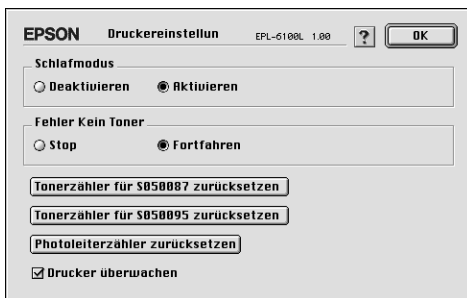 EPSON Druckereinstellun EPL-6100L 1.00 ? OK
Schlafmodus
Deaktivieren Aktivieren
Fehler Kein Toner
Stop Fortfahren
Tonerzähler für S050087 zurücksetzen
Tonerzähler für S050095 zurücksetzen
Photoleiterzähler zurücksetzen
Drucker überwachen